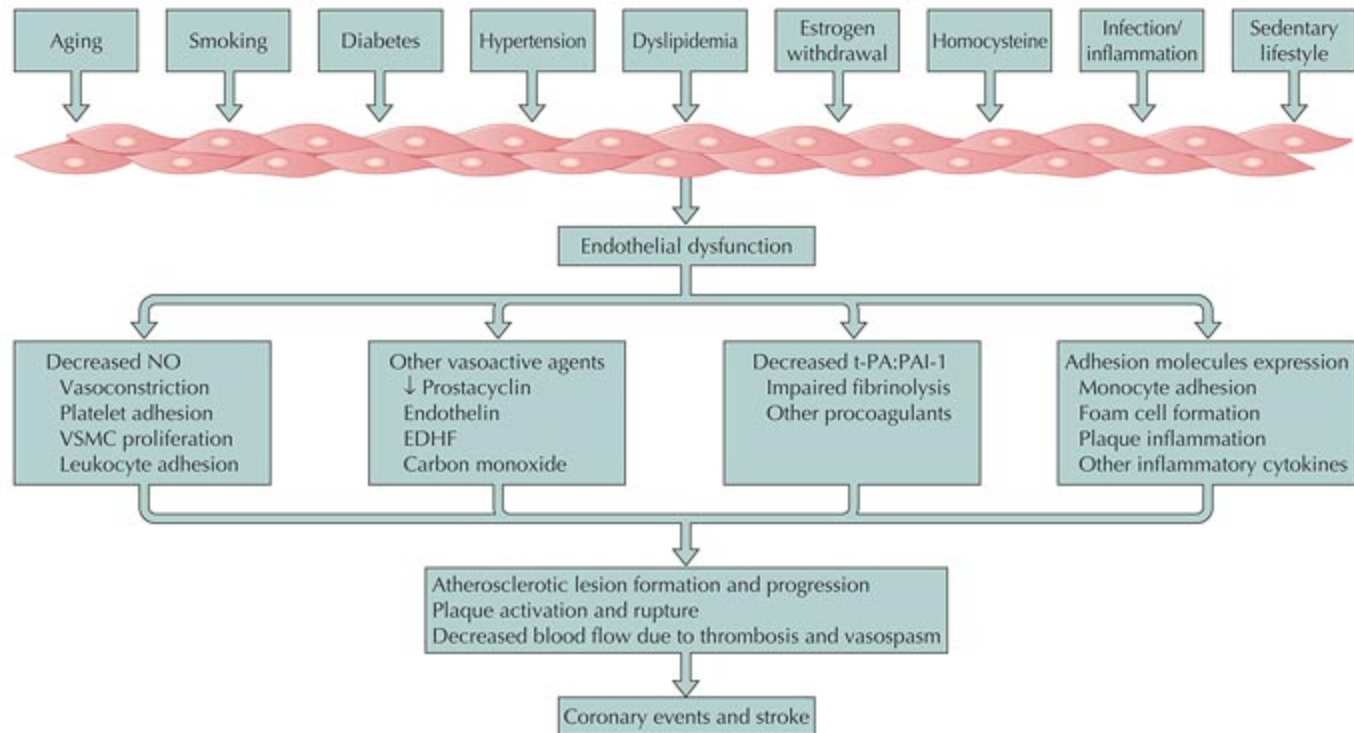 Aging
Smoking
Diabetes
Hypertension
Dyslipidemia
Estrogen
withdrawal
Homocysteine
Infection/
inflammation
Sedentary
lifestyle
Endothelial dysfunction
Decreased NO
Vasoconstriction
Platelet adhesion
VSMC proliferation
Leukocyte adhesion
Other vasoactive agents
↓ Prostacyclin
Endothelin
EDHF
Carbon monoxide
Decreased t-PA:PAI-1
Impaired fibrinolysis
Other procoagulants
Adhesion molecules expression
Monocyte adhesion
Foam cell formation
Plaque inflammation
Other inflammatory cytokines
Atherosclerotic lesion formation and progression
Plaque activation and rupture
Decreased blood flow due to thrombosis and vasospasm
Coronary events and stroke